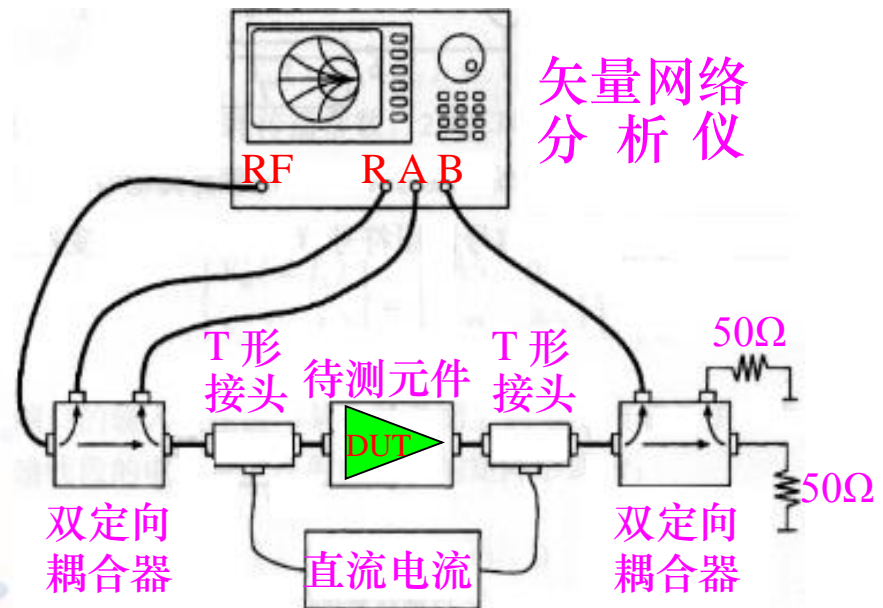 矢量网络
分 析 仪
RF R A B
50Ω
T 形
接头
待测元件
T 形
接头
DUT
50Ω
双定向
耦合器
直流电流
双定向
耦合器